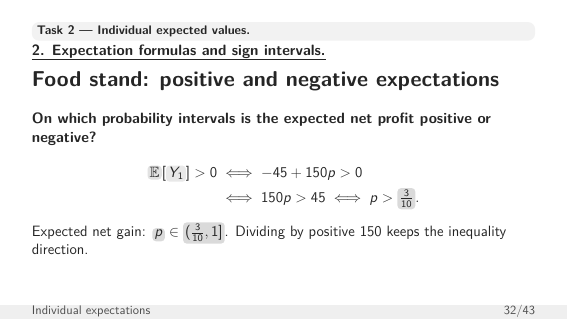 Task 2 — Individual expected values.
2. Expectation formulas and sign intervals.
Food stand: positive and negative expectations
On which probability intervals is the expected net profit positive or
negative?
𝔼[Y₁] > 0 ⟺ −45 + 150p > 0
⟺ 150p > 45 ⟺ p > 3/10.
Expected net gain: p ∈ (3/10, 1]. Dividing by positive 150 keeps the inequality
direction.
Individual expectations 32/43